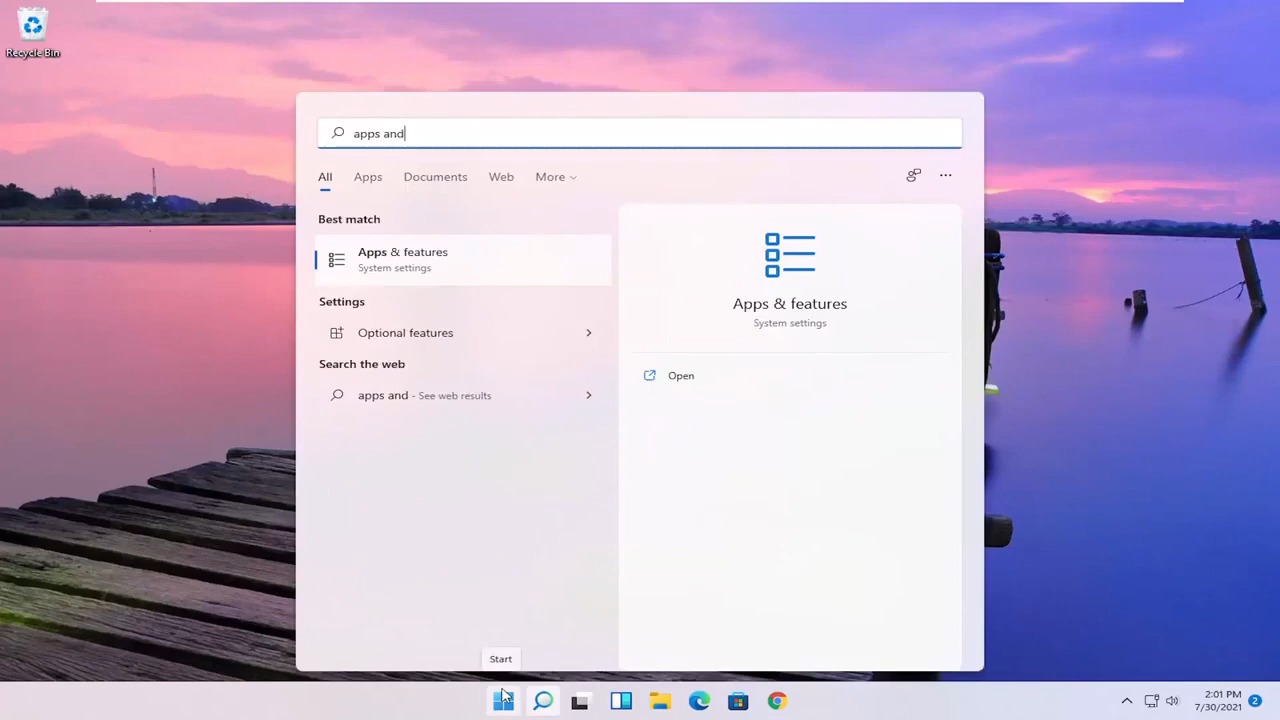 Recycle Bin
apps and
All Apps Documents Web More
Best match
Apps & features
System settings
Settings
Optional features
Search the web
apps and - See web results
Apps & features
System settings
Open
Start
2:01 PM
7/30/2021
2